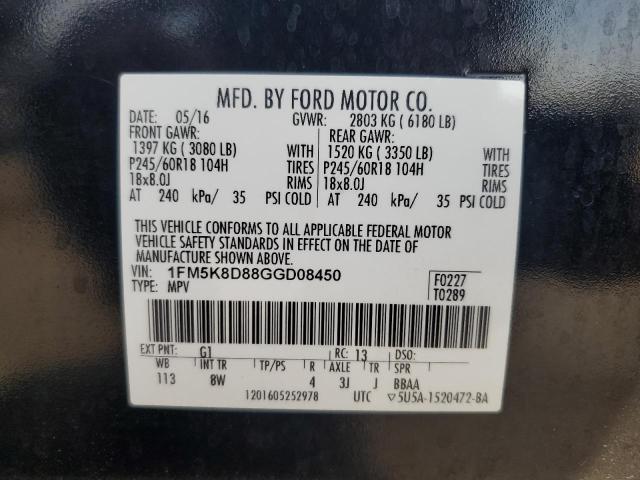 MFD. BY FORD MOTOR CO.
DATE: 05/16 GVWR: 2803 KG ( 6180 LB)
FRONT GAWR: REAR GAWR:
1397 KG ( 3080 LB) WITH 1520 KG ( 3350 LB) WITH
P245/60R18 104H TIRES P245/60R18 104H TIRES
18x8.0J RIMS 18x8.0J RIMS
AT 240 kPa/ 35 PSI COLD AT 240 kPa/ 35 PSI COLD
THIS VEHICLE CONFORMS TO ALL APPLICABLE FEDERAL MOTOR
VEHICLE SAFETY STANDARDS IN EFFECT ON THE DATE OF
MANUFACTURE SHOWN ABOVE.
VIN: 1FM5K8D88GGD08450 F0227
TYPE: MPV T0289
EXT PNT: G1 RC: 13 DSO:
WB INT TR TP/PS R AXLE TR SPR
113 8W 4 3J J BBAA
1201605252978 UTC ▽5U5A-1520472-BA